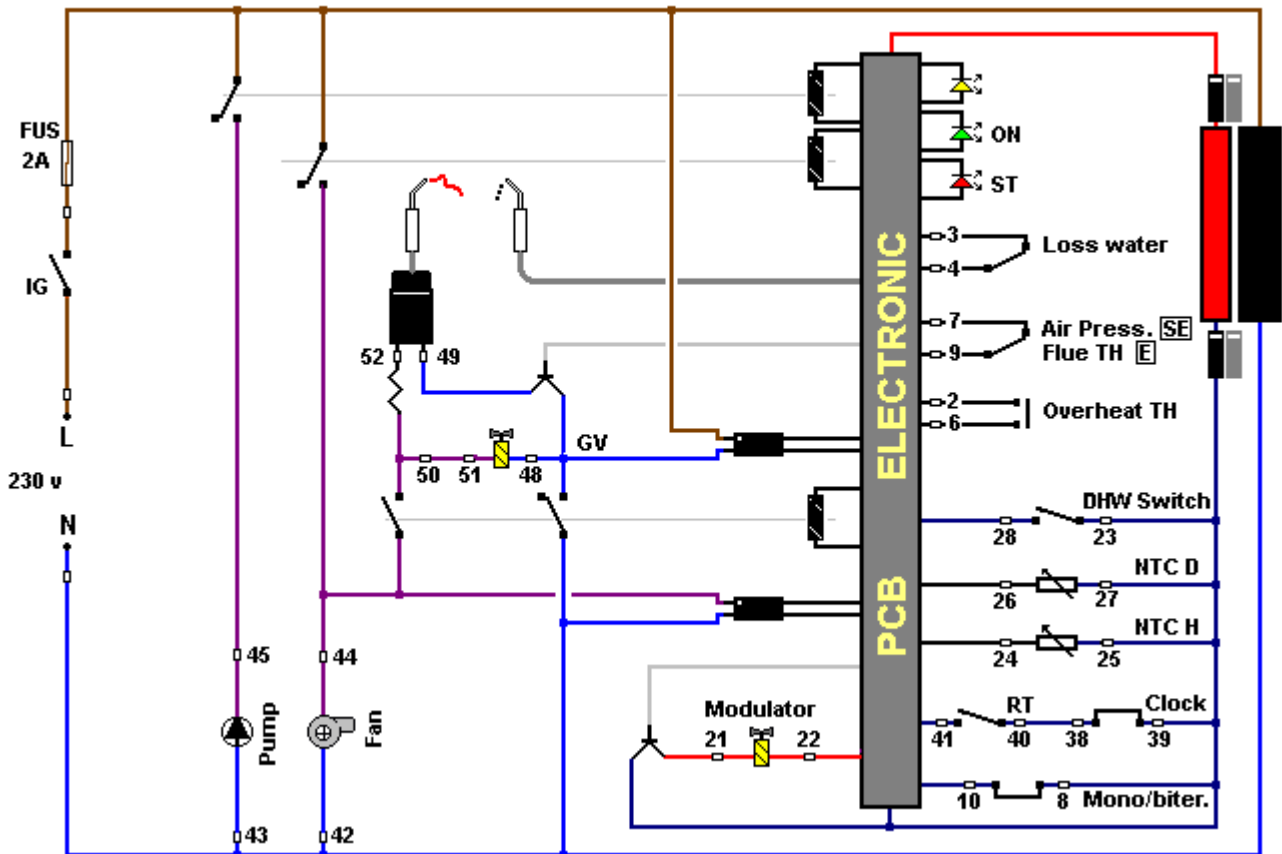 FUS
2A
IG
L
230 v
N
52
49
50
51
48
GV
45
44
Pump
Fan
43
42
Modulator
21
22
ELECTRONIC
PCB
ON
ST
3
4
Loss water
7
9
Air Press. SE
Flue TH E
2
6
Overheat TH
DHW Switch
28
23
NTC D
26
27
NTC H
24
25
RT
Clock
41
40
38
39
10
8
Mono/biter.